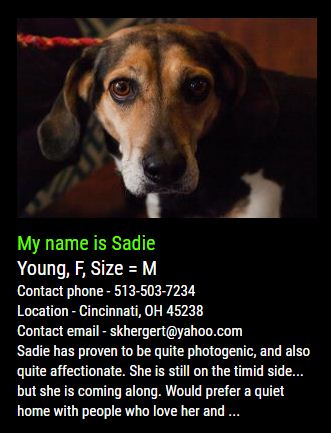 My name is Sadie
Young, F, Size = M
Contact phone - 513-503-7234
Location - Cincinnati, OH 45238
Contact email - skhergert@yahoo.com
Sadie has proven to be quite photogenic, and also
quite affectionate. She is still on the timid side...
but she is coming along. Would prefer a quiet
home with people who love her and ...